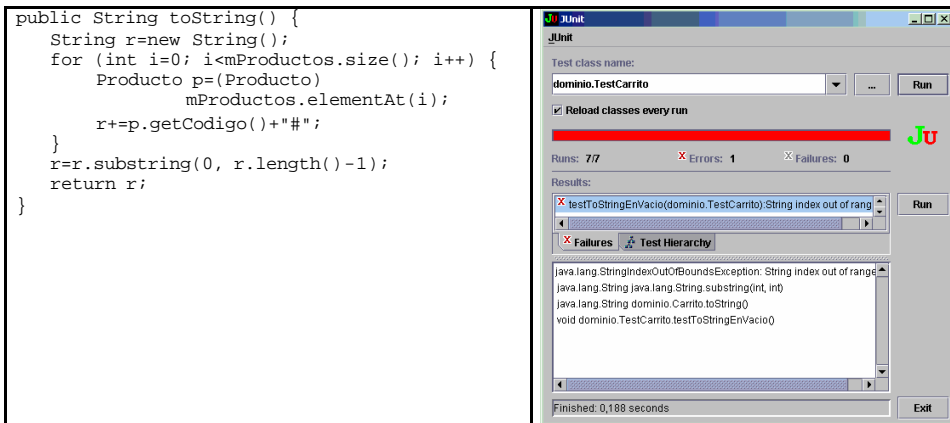 public String toString() {
String r=new String();
for (int i=0; i<mProductos.size(); i++) {
Producto p=(Producto)
mProductos.elementAt(i);
r+=p.getCodigo()+"#";
}
r=r.substring(0, r.length()-1);
return r;
}
JUnit
JUnit
Test class name:
dominio.TestCarrito
...
Run
Reload classes every run
JU
Runs: 7/7
X Errors: 1
X Failures: 0
Results:
X testToStringEnVacio(dominio.TestCarrito):String index out of rang
Run
X Failures
Test Hierarchy
java.lang.StringIndexOutOfBoundsException: String index out of range
java.lang.String java.lang.String.substring(int, int)
java.lang.String dominio.Carrito.toString()
void dominio.TestCarrito.testToStringEnVacio()
Finished: 0,188 seconds
Exit